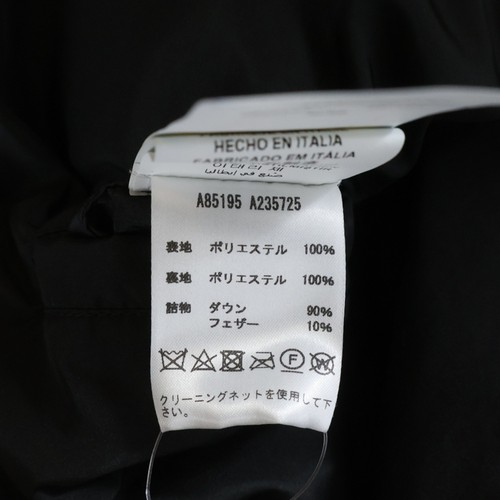 HECHO EN ITALIA
FABRICADO EM ITÁLIA
A85195 A235725
表地 ポリエステル 100%
裏地 ポリエステル 100%
詰物 ダウン 90%
フェザー 10%
F W
クリーニングネットを使用して下
さい。